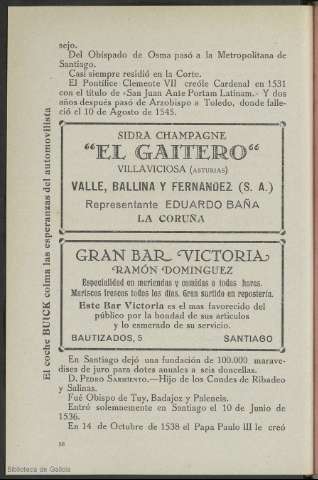 sejo.
Del Obispado de Osma pasó a la Metropolitana de
Santiago.
Casi siempre residió en la Corte.
El Pontífice Clemente VII creóle Cardenal en 1531
con el título de «San Juan Aute Portam Latinam.» Y dos
años después pasó de Arzobispo a Toledo, donde falle-
ció el 10 de Agosto de 1545.
SIDRA CHAMPAGNE
"EL GAITERO"
VILLAVICIOSA (ASTURIAS)
VALLE, BALLINA Y FERNANDEZ (S. A.)
Representante EDUARDO BAÑA
LA CORUÑA
GRAN BAR VICTORIA
RAMÓN DOMINGUEZ
Especialidad en meriendas y comidas a todas horas.
Mariscos frescos todos los días. Gran surtido en repostería.
Este Bar Victoria es el mas favorecido del
público por la bondad de sus artículos
y lo esmerado de su servicio.
BAUTIZADOS, 5 SANTIAGO
El coche BUICK colma las esperanzas del automovilista
En Santiago dejó una fundación de 100.000 marave-
dises de juro para dotes anuales a seis doncellas.
D. PEDRO SARMIENTO.—Hijo de los Condes de Ribadeo
y Salinas.
Fué Obispo de Tuy, Badajoz y Palencia.
Entró solemnemente en Santiago el 10 de Junio de
1536.
En 14 de Octubre de 1538 el Papa Paulo III le creó
Biblioteca de Galicia